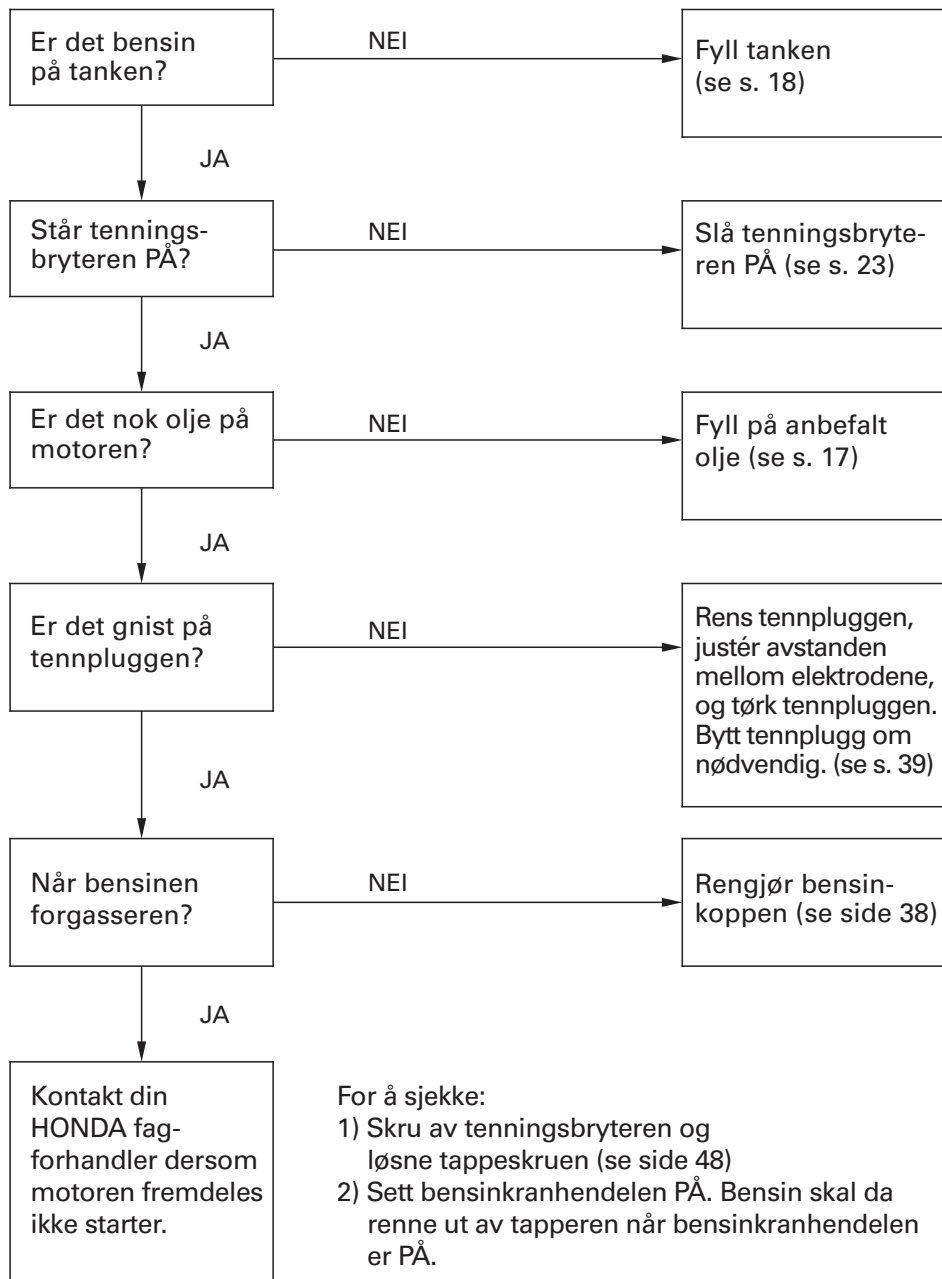 Er det bensin
på tanken?
NEI
Fyll tanken
(se s. 18)
JA
Står tennings-
bryteren PÅ?
NEI
Slå tenningsbryte-
ren PÅ (se s. 23)
JA
Er det nok olje på
motoren?
NEI
Fyll på anbefalt
olje (se s. 17)
JA
Er det gnist på
tennpluggen?
NEI
Rens tennpluggen,
justér avstanden
mellom elektrodene,
og tørk tennpluggen.
Bytt tennplugg om
nødvendig. (se s. 39)
JA
Når bensinen
forgasseren?
NEI
Rengjør bensin-
koppen (se side 38)
JA
Kontakt din
HONDA fag-
forhandler dersom
motoren fremdeles
ikke starter.
For å sjekke:
1) Skru av tenningsbryteren og
løsne tappeskruen (se side 48)
2) Sett bensinkranhendelen PÅ. Bensin skal da
renne ut av tapperen når bensinkranhendelen
er PÅ.